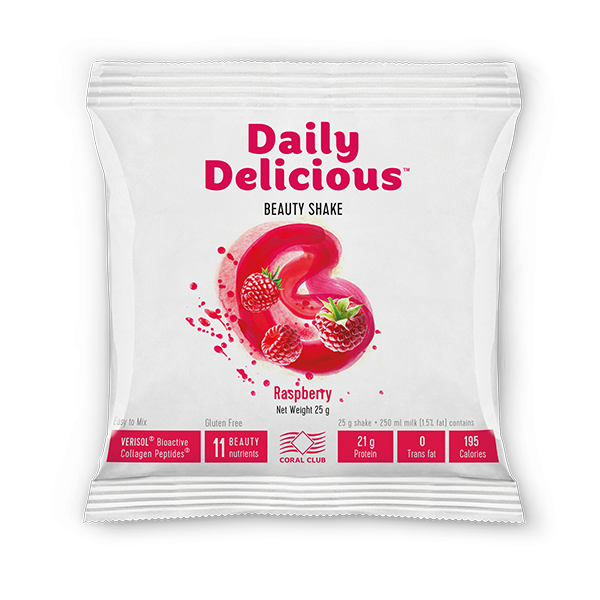 Daily
Delicious™
BEAUTY SHAKE
Raspberry
Net Weight 25 g
Easy to Mix
Gluten Free
25 g shake • 250 ml milk (1.5% fat) contains
VERISOL® Bioactive
Collagen Peptides®
11 BEAUTY
nutrients
CORAL CLUB
21 g
Protein
0
Trans fat
195
Calories